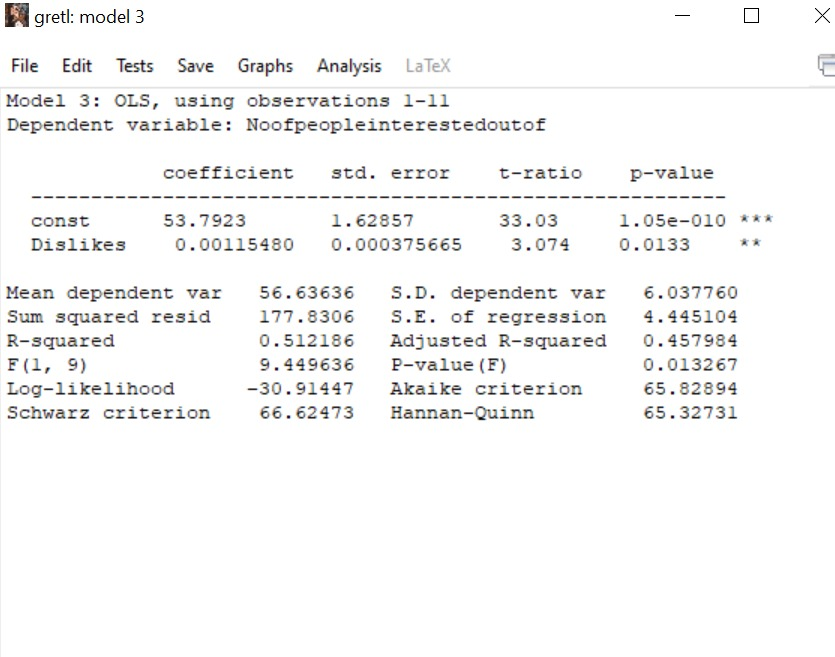 gretl: model 3
File Edit Tests Save Graphs Analysis LaTeX
Model 3: OLS, using observations 1-11
Dependent variable: Noofpeopleinterestedoutof
coefficient std. error t-ratio p-value
const 53.7923 1.62857 33.03 1.05e-010 ***
Dislikes 0.00115480 0.000375665 3.074 0.0133 **
Mean dependent var 56.63636 S.D. dependent var 6.037760
Sum squared resid 177.8306 S.E. of regression 4.445104
R-squared 0.512186 Adjusted R-squared 0.457984
F(1, 9) 9.449636 P-value(F) 0.013267
Log-likelihood -30.91447 Akaike criterion 65.82894
Schwarz criterion 66.62473 Hannan-Quinn 65.32731